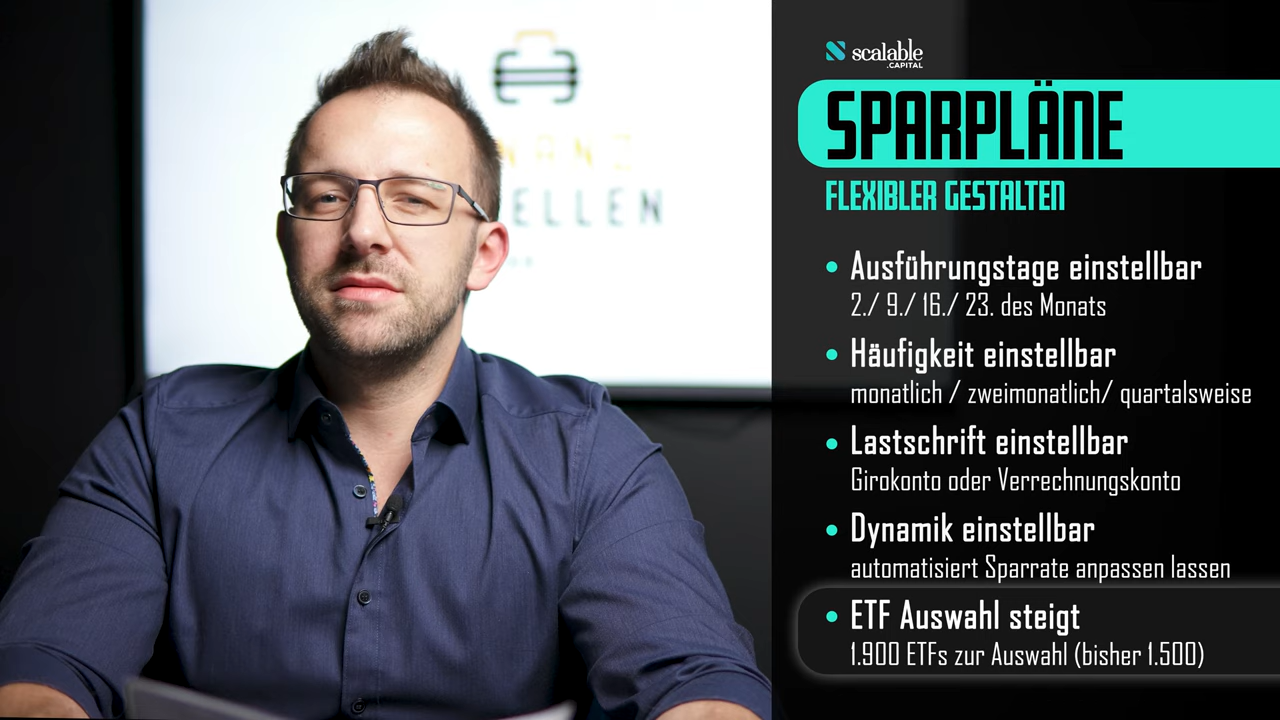 NANZ
ELLEN
scalable
.CAPITAL
SPARPLÄNE
FLEXIBLER GESTALTEN
• Ausführungstage einstellbar
2./ 9./ 16./ 23. des Monats
• Häufigkeit einstellbar
monatlich / zweimonatlich/ quartalsweise
• Lastschrift einstellbar
Girokonto oder Verrechnungskonto
• Dynamik einstellbar
automatisiert Sparrate anpassen lassen
• ETF Auswahl steigt
1.900 ETFs zur Auswahl (bisher 1.500)